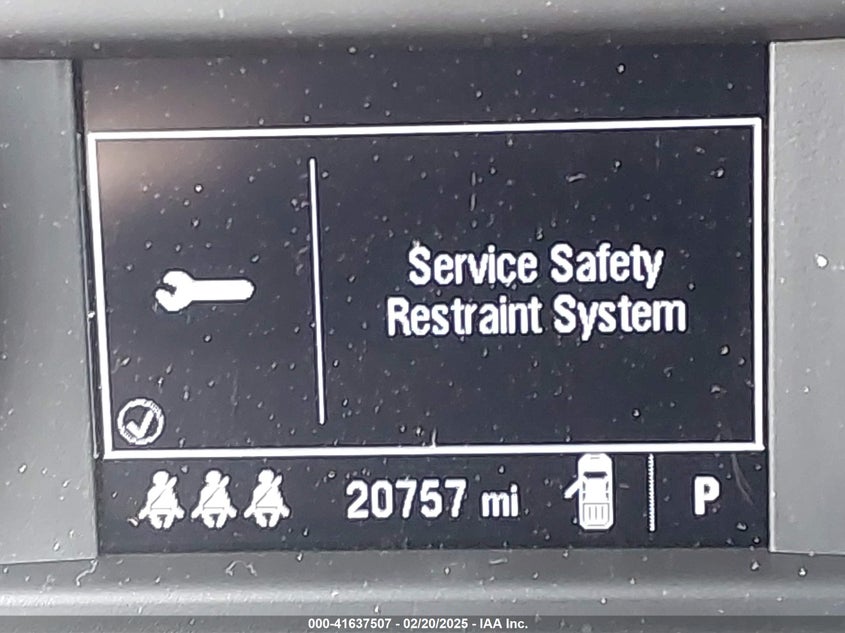 Service Safety
Restraint System
20757 mi
P
000-41637507 - 02/20/2025 - IAA Inc.